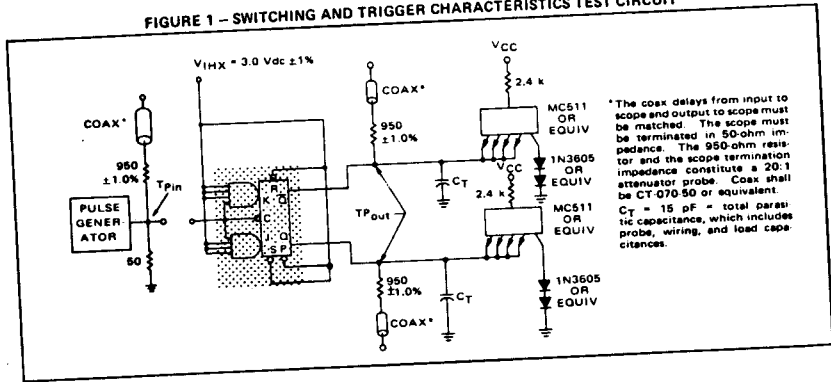 FIGURE 1 – SWITCHING AND TRIGGER CHARACTERISTICS TEST CIRCUIT
VIHX = 3.0 Vdc ±1%
COAX*
950
±1.0%
TPin
PULSE
GENER-
ATOR
50
R
K
Q
C
J
Q
S P
COAX*
950
±1.0%
TPout
950
±1.0%
COAX*
CT
CT
VCC
2.4 k
MC511
OR
EQUIV
1N3605
OR
EQUIV
VCC
2.4 k
MC511
OR
EQUIV
1N3605
OR
EQUIV
*The coax delays from input to
scope and output to scope must
be matched. The scope must
be terminated in 50-ohm im-
pedance. The 950-ohm resis-
tor and the scope termination
impedance constitute a 20:1
attenuator probe. Coax shall
be CT-070-50 or equivalent.
CT = 15 pF = total parasi-
tic capacitance, which includes
probe, wiring, and load capa-
citances.